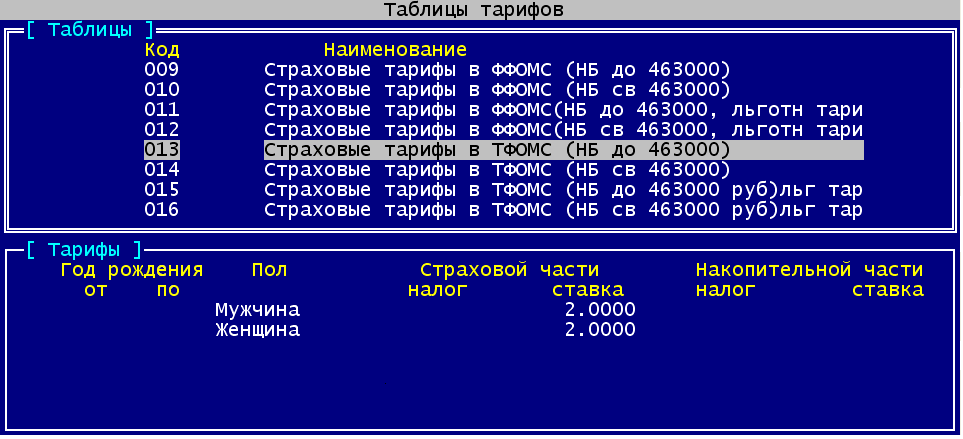 Таблицы тарифов
[ Таблицы ]
Код Наименование
009 Страховые тарифы в ФФОМС (НБ до 463000)
010 Страховые тарифы в ФФОМС (НБ св 463000)
011 Страховые тарифы в ФФОМС(НБ до 463000, льготн тари
012 Страховые тарифы в ФФОМС(НБ св 463000, льготн тари
013 Страховые тарифы в ТФОМС (НБ до 463000)
014 Страховые тарифы в ТФОМС (НБ св 463000)
015 Страховые тарифы в ТФОМС (НБ до 463000 руб)льг тар
016 Страховые тарифы в ТФОМС (НБ св 463000 руб)льг тар
[ Тарифы ]
Год рождения Пол Страховой части Накопительной части
от по налог ставка налог ставка
Мужчина 2.0000
Женщина 2.0000